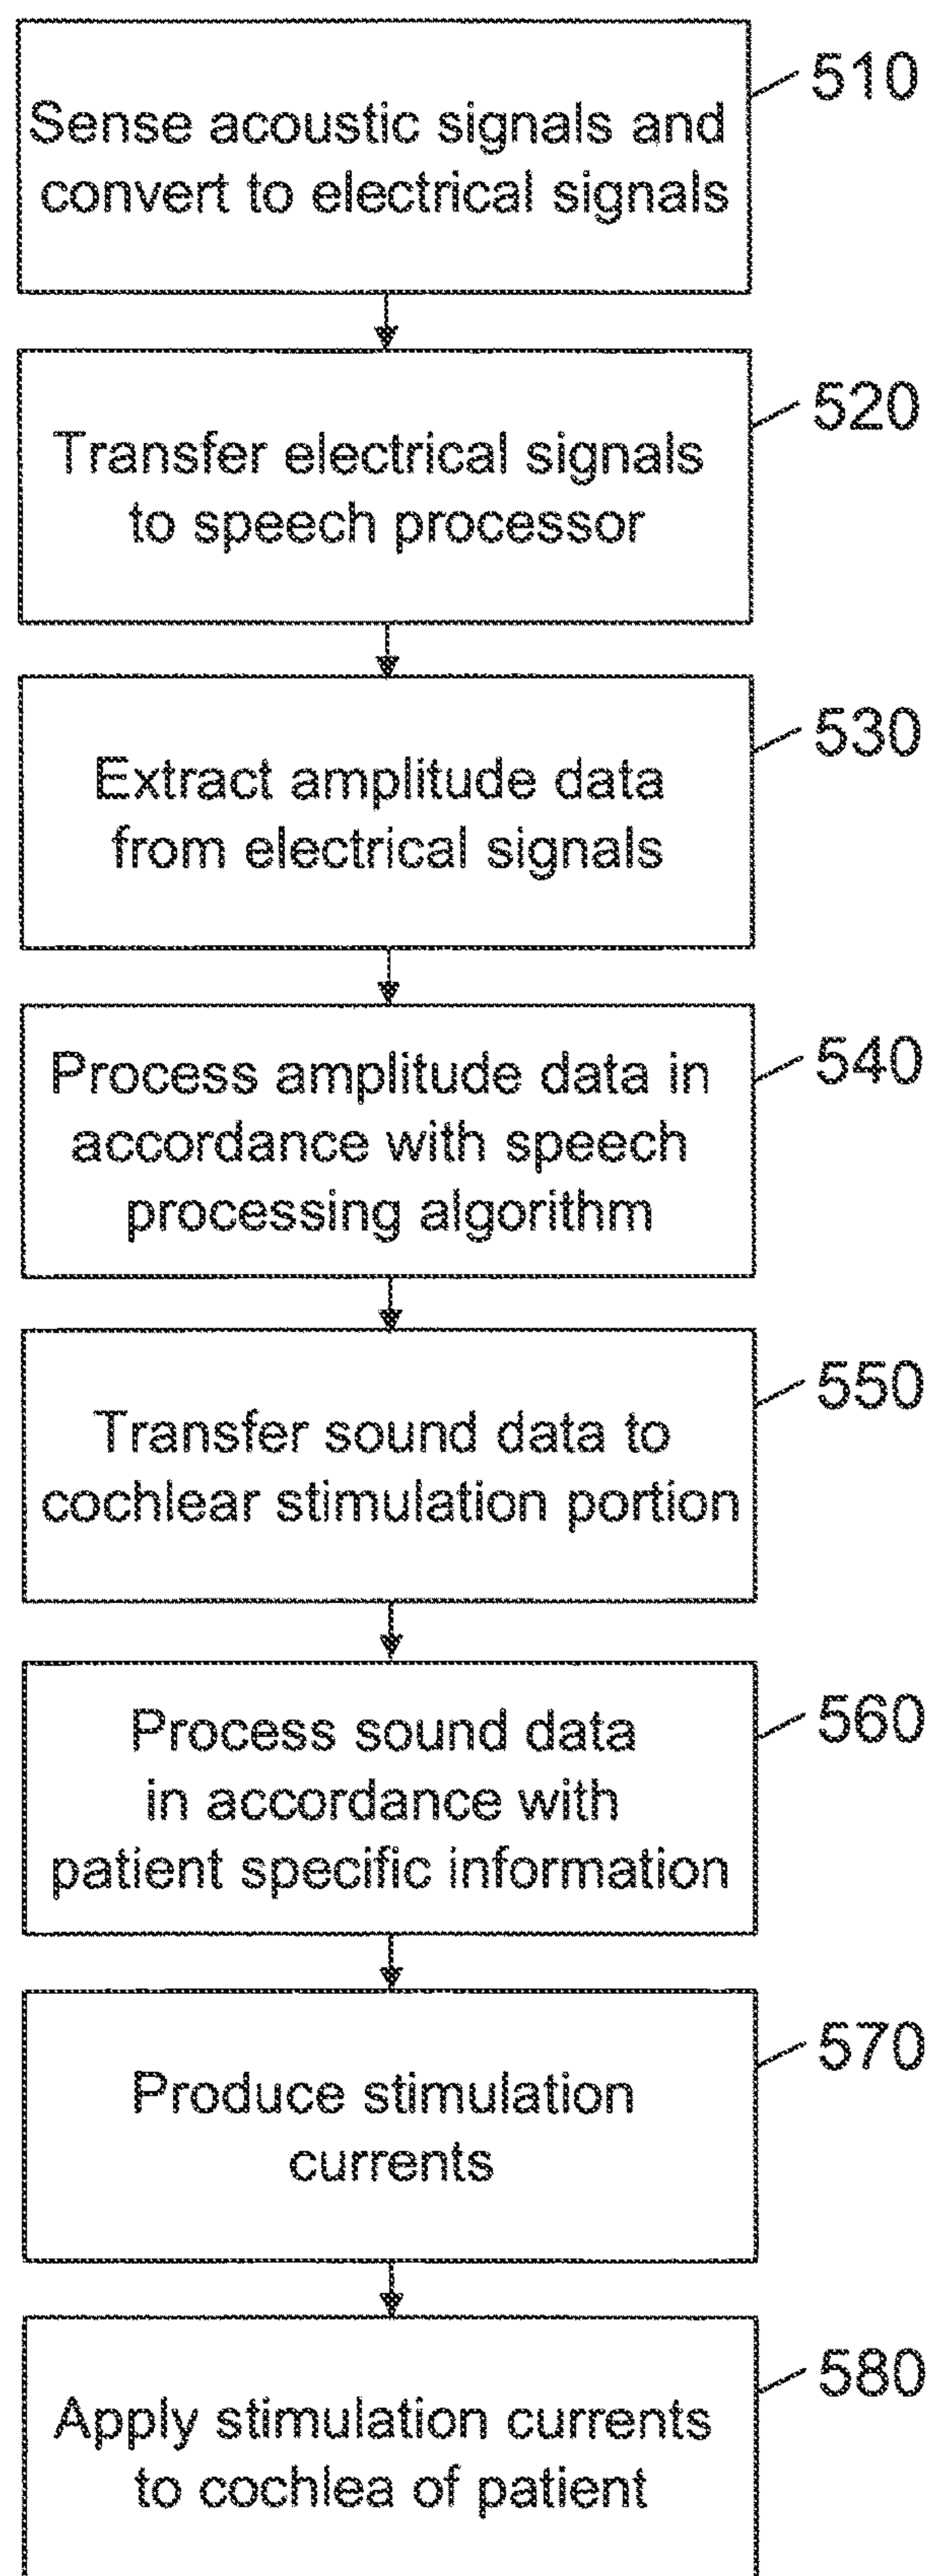 510
Sense acoustic signals and
convert to electrical signals
520
Transfer electrical signals
to speech processor
530
Extract amplitude data
from electrical signals
540
Process amplitude data in
accordance with speech
processing algorithm
550
Transfer sound data to
cochlear stimulation portion
560
Process sound data
in accordance with
patient specific information
570
Produce stimulation
currents
580
Apply stimulation currents
to cochlea of patient